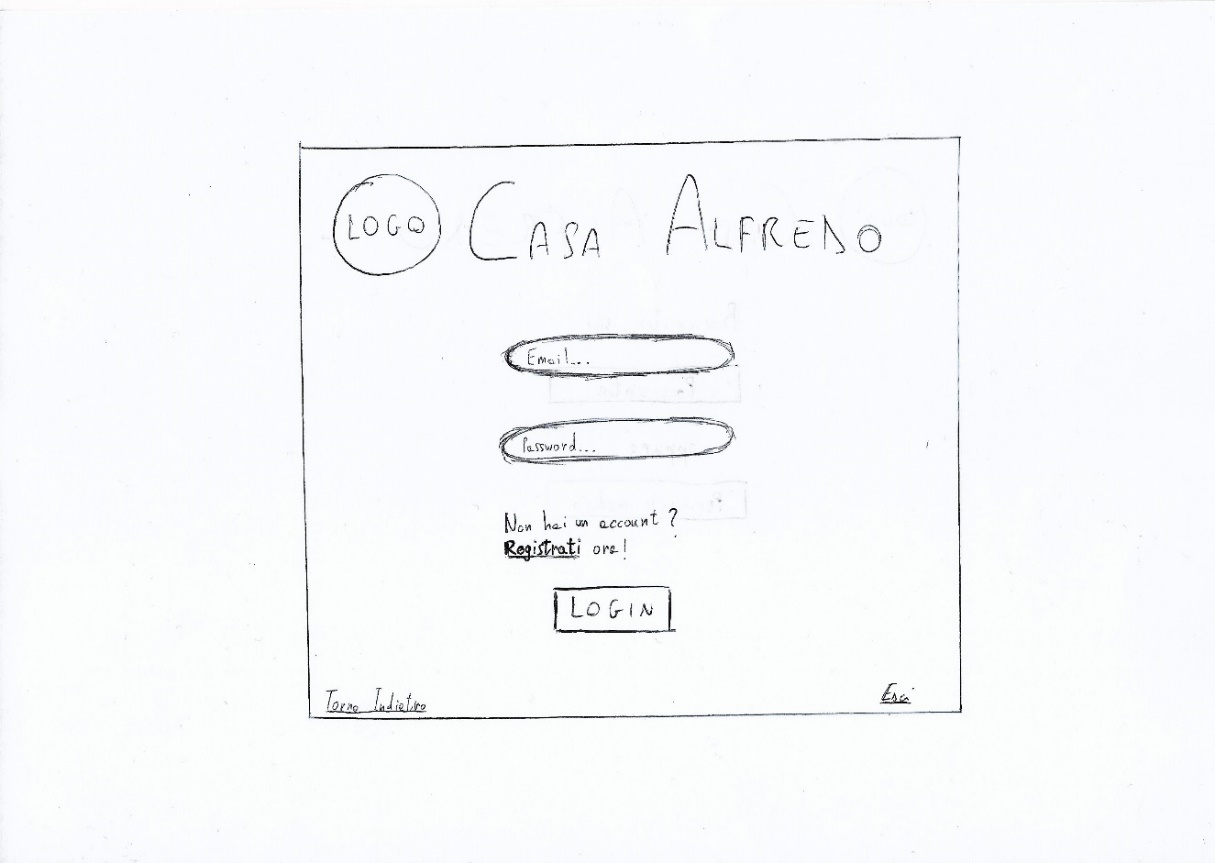 LOGO CASA ALFREDO
Email...
Password...
Non hai un account ?
Registrati ora!
LOGIN
Torna Indietro Esci